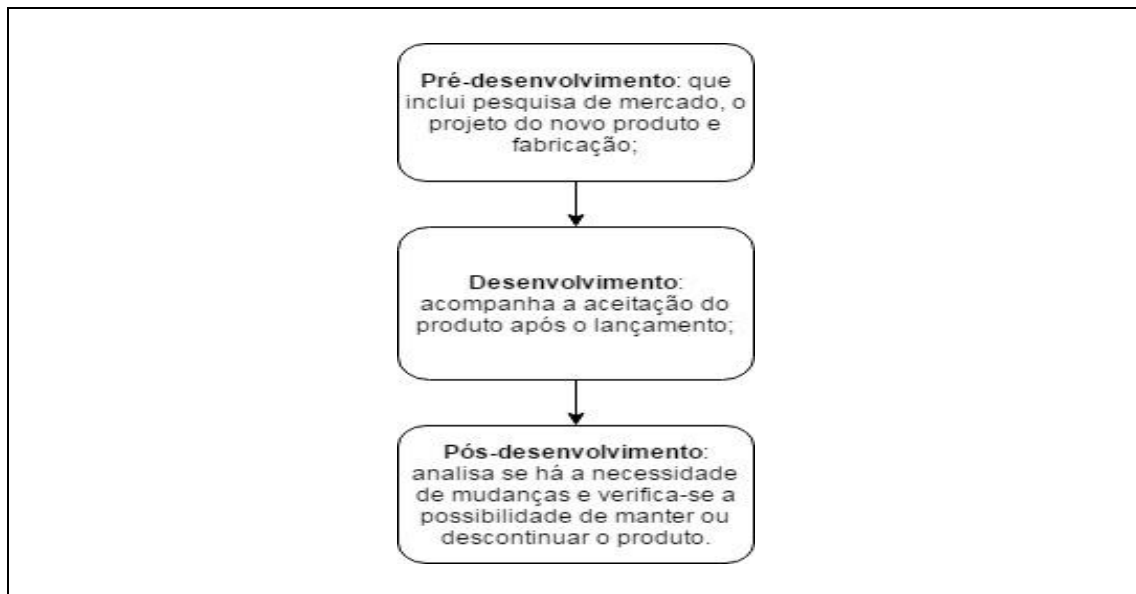 Pré-desenvolvimento: que
inclui pesquisa de mercado, o
projeto do novo produto e
fabricação;
Desenvolvimento:
acompanha a aceitação do
produto após o lançamento;
Pós-desenvolvimento:
analisa se há a necessidade
de mudanças e verifica-se a
possibilidade de manter ou
descontinuar o produto.